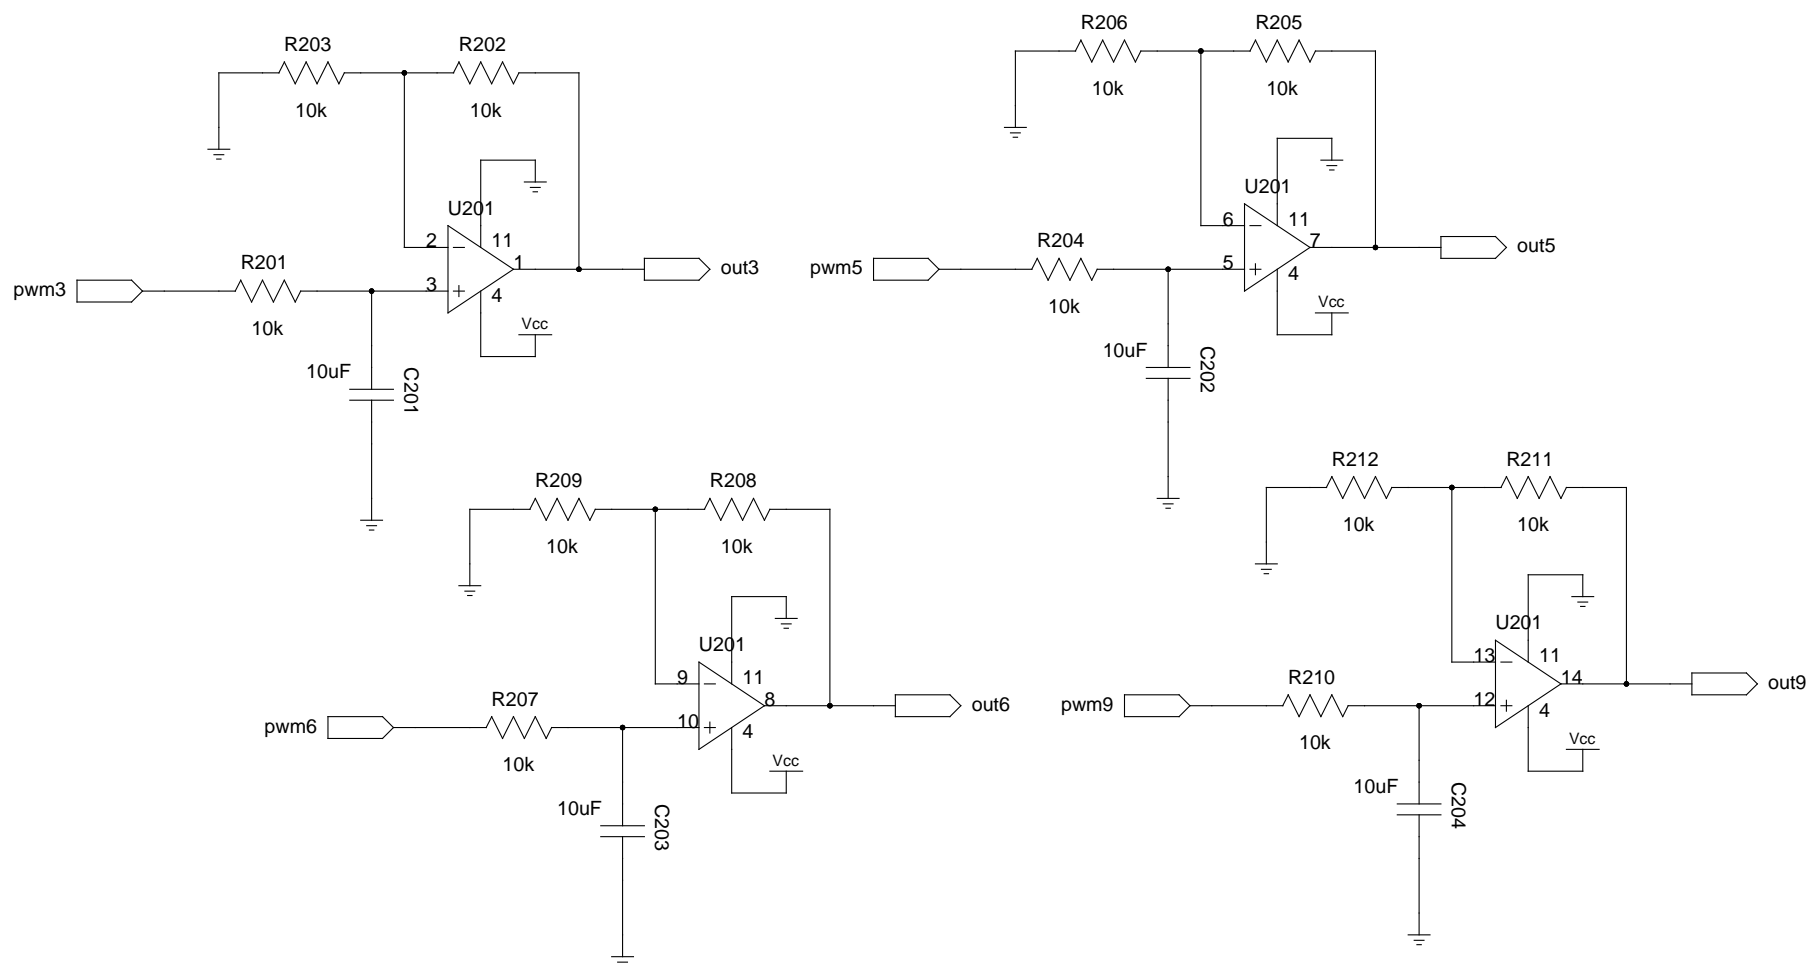 R203
R202
10k
10k
U201
2
11
1
3
4
out3
pwm3
R201
10k
Vcc
10uF
C201
R206
R205
10k
10k
U201
6
11
7
5
4
out5
pwm5
R204
10k
Vcc
10uF
C202
R209
R208
10k
10k
U201
9
11
8
10
4
out6
pwm6
R207
10k
Vcc
10uF
C203
R212
R211
10k
10k
U201
13
11
14
12
4
out9
pwm9
R210
10k
Vcc
10uF
C204